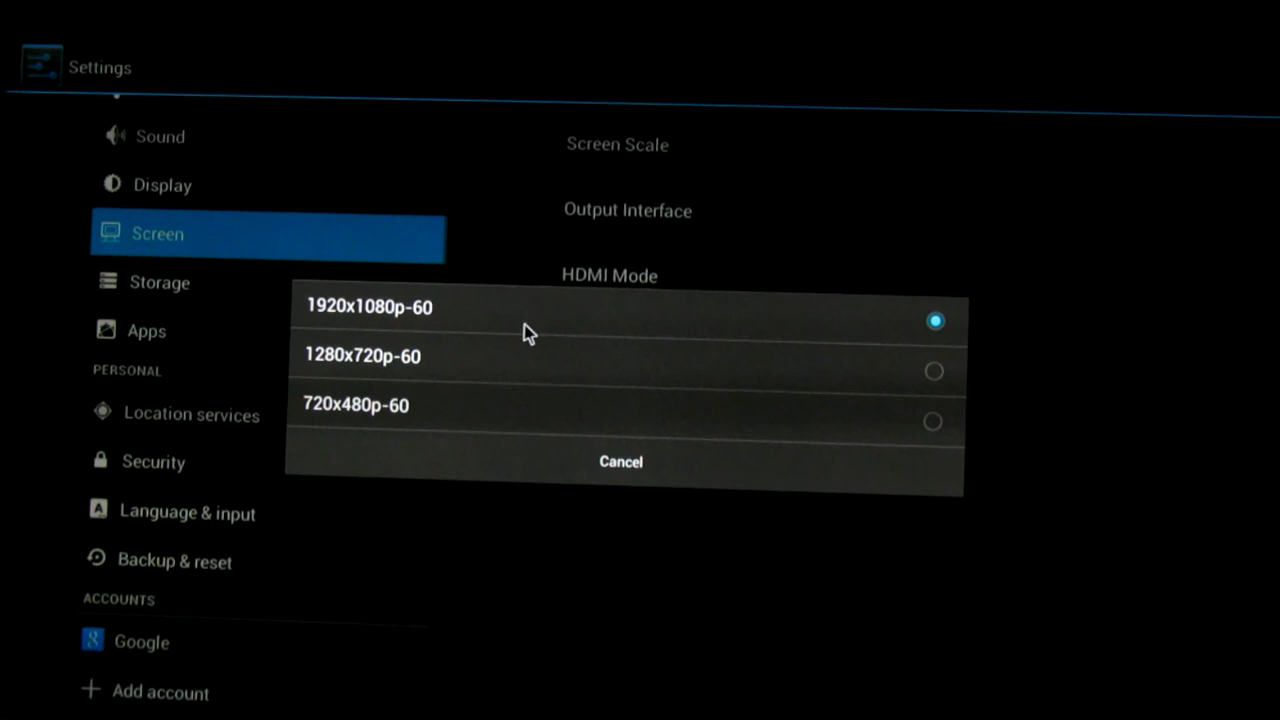 Settings
Sound
Display
Screen
Storage
Apps
PERSONAL
Location services
Security
Language & input
Backup & reset
ACCOUNTS
Google
Add account
Screen Scale
Output Interface
HDMI Mode
1920x1080p-60
1280x720p-60
720x480p-60
Cancel